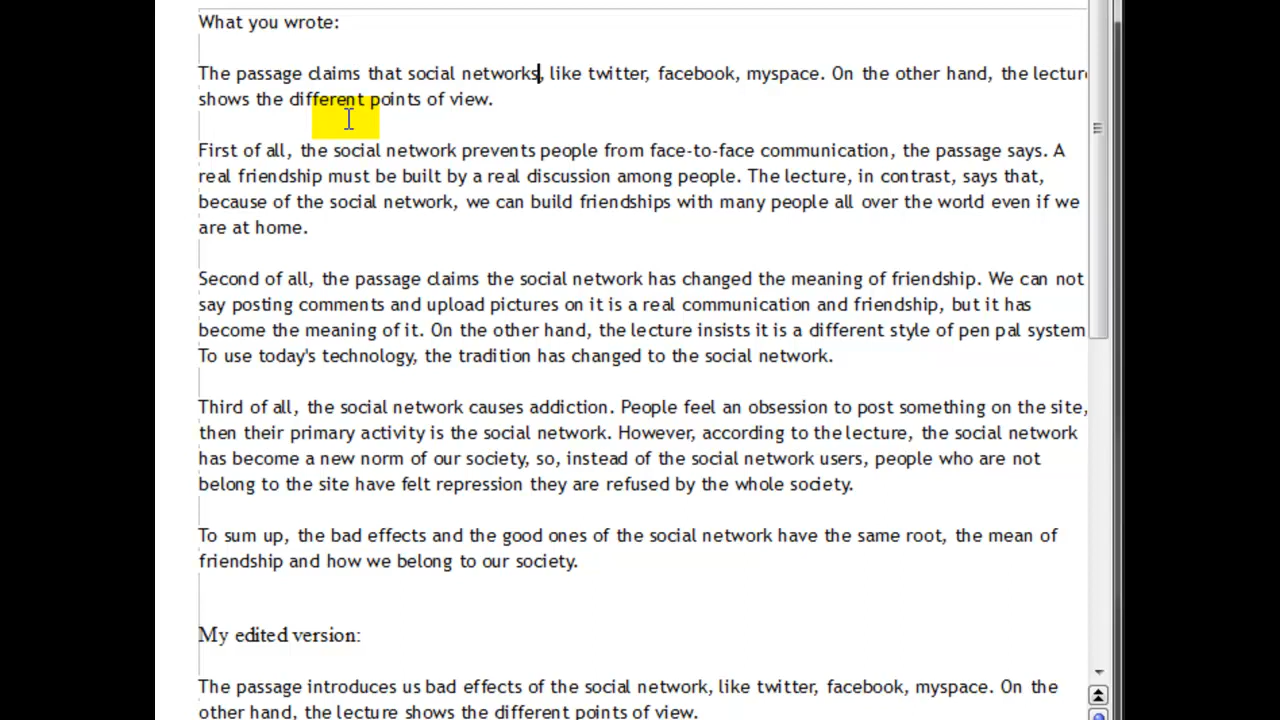 What you wrote:
The passage claims that social networks, like twitter, facebook, myspace. On the other hand, the lecture
shows the different points of view.
First of all, the social network prevents people from face-to-face communication, the passage says. A
real friendship must be built by a real discussion among people. The lecture, in contrast, says that,
because of the social network, we can build friendships with many people all over the world even if we
are at home.
Second of all, the passage claims the social network has changed the meaning of friendship. We can not
say posting comments and upload pictures on it is a real communication and friendship, but it has
become the meaning of it. On the other hand, the lecture insists it is a different style of pen pal system
To use today's technology, the tradition has changed to the social network.
Third of all, the social network causes addiction. People feel an obsession to post something on the site,
then their primary activity is the social network. However, according to the lecture, the social network
has become a new norm of our society, so, instead of the social network users, people who are not
belong to the site have felt repression they are refused by the whole society.
To sum up, the bad effects and the good ones of the social network have the same root, the mean of
friendship and how we belong to our society.
My edited version:
The passage introduces us bad effects of the social network, like twitter, facebook, myspace. On the
other hand, the lecture shows the different points of view.